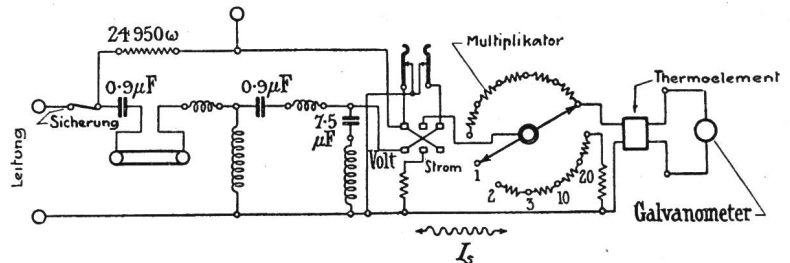 24 950 ω
Multiplikator
Thermoelement
0.9μF
0.9μF
Sicherung
7.5
μF
Leitung
Volt
Strom
1
2
3
10
20
Galvanometer
Is